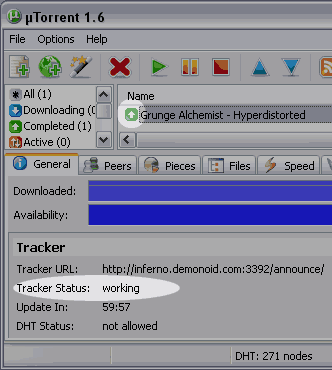 µTorrent 1.6
File Options Help
All (1)
Downloading (0
Completed (1)
Active (0)
Name
Grunge Alchemist - Hyperdistorted
General Peers Pieces Files Speed
Downloaded:
Availability:
Tracker
Tracker URL: http://inferno.demonoid.com:3392/announce/
Tracker Status: working
Update In: 59:57
DHT Status: not allowed
DHT: 271 nodes